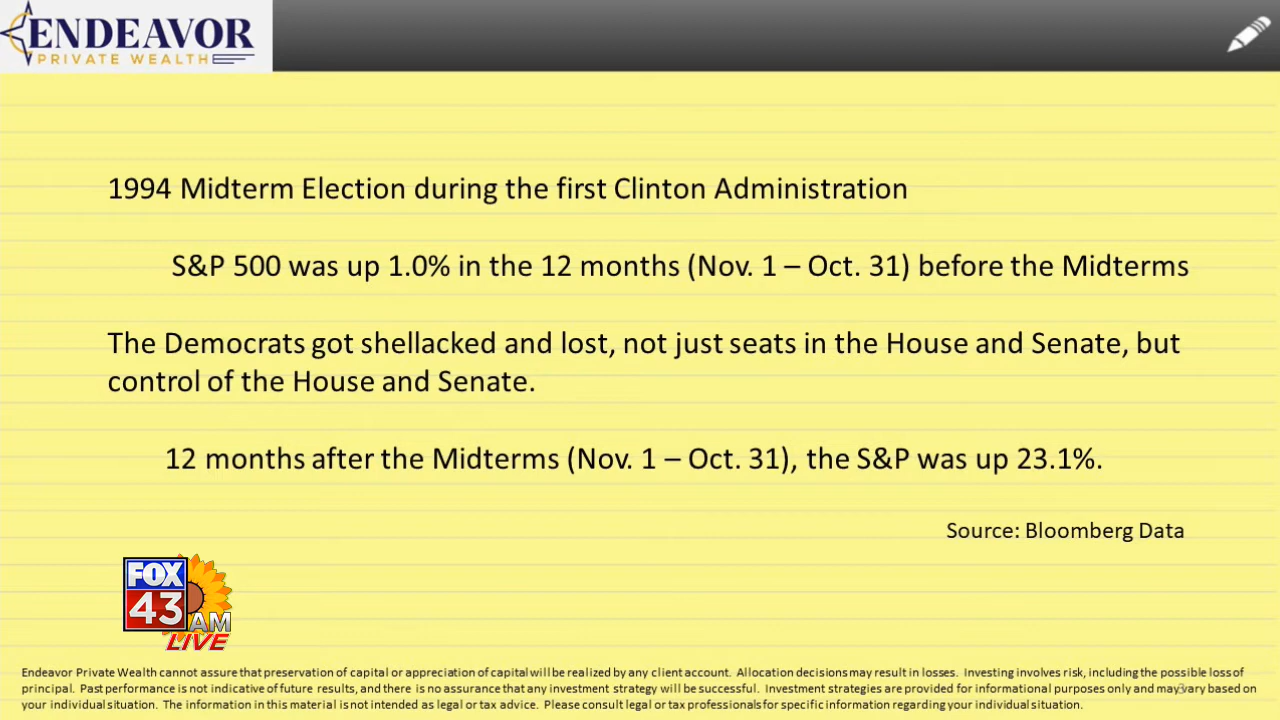 ENDEAVOR
PRIVATE WEALTH
1994 Midterm Election during the first Clinton Administration
S&P 500 was up 1.0% in the 12 months (Nov. 1 – Oct. 31) before the Midterms
The Democrats got shellacked and lost, not just seats in the House and Senate, but
control of the House and Senate.
12 months after the Midterms (Nov. 1 – Oct. 31), the S&P was up 23.1%.
Source: Bloomberg Data
FOX
43
AM
LIVE
Endeavor Private Wealth cannot assure that preservation of capital or appreciation of capital will be realized by any client account. Allocation decisions may result in losses. Investing involves risk, including the possible loss of
principal. Past performance is not indicative of future results, and there is no assurance that any investment strategy will be successful. Investment strategies are provided for informational purposes only and may vary based on
your individual situation. The information in this material is not intended as legal or tax advice. Please consult legal or tax professionals for specific information regarding your individual situation.